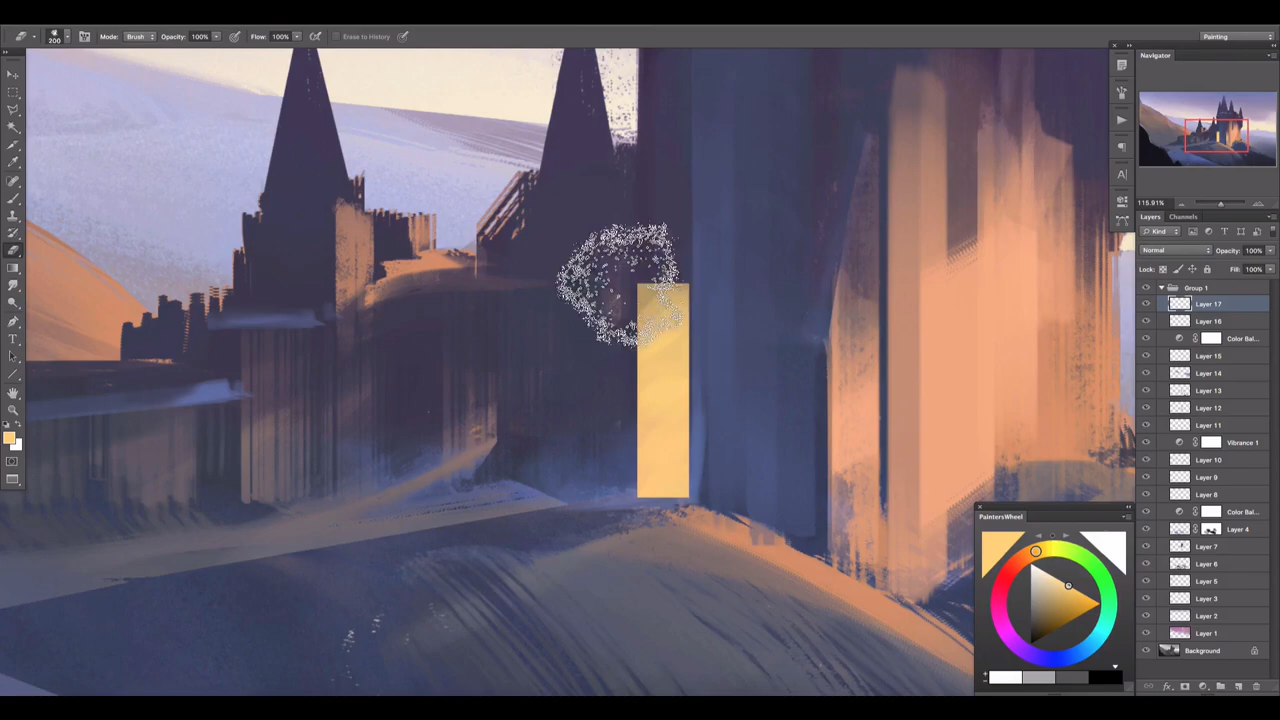 200 Mode: Brush Opacity: 100% Flow: 100% Erase to History Painting
Navigator
115.91%
Layers Channels
Kind
Normal Opacity: 100%
Lock: Fill: 100%
Group 1
Layer 17
Layer 16
Color Bal...
Layer 15
Layer 14
Layer 13
Layer 12
Layer 11
Vibrance 1
Layer 10
Layer 9
Layer 8
Color Bal...
Layer 4
Layer 7
Layer 6
Layer 5
Layer 3
Layer 2
Layer 1
Background
PaintersWheel